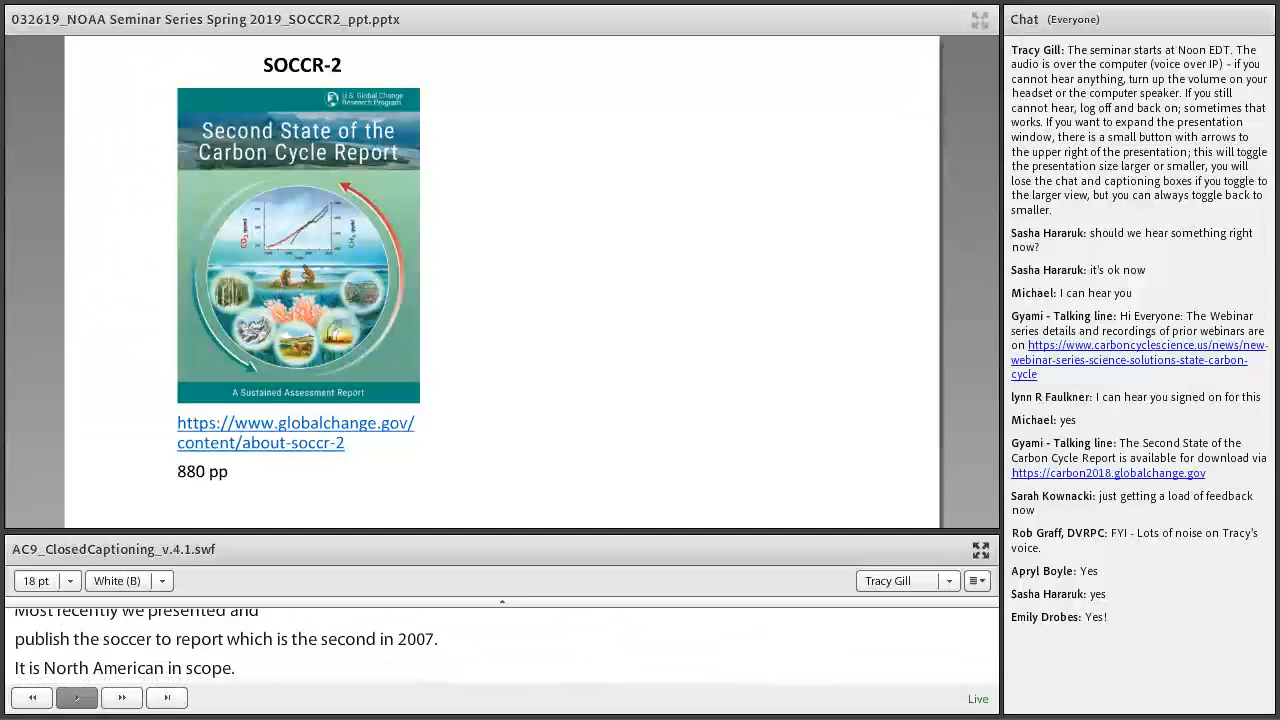 032619_NOAA Seminar Series Spring 2019_SOCCR2_ppt.pptx
SOCCR-2
U.S. Global Change
Research Program
Second State of the
Carbon Cycle Report
A Sustained Assessment Report
https://www.globalchange.gov/
content/about-soccr-2
880 pp
AC9_ClosedCaptioning_v.4.1.swf
18 pt
White (B)
Tracy Gill
Most recently we presented and
publish the soccer to report which is the second in 2007.
It is North American in scope.
Live
Chat (Everyone)
Tracy Gill: The seminar starts at Noon EDT. The
audio is over the computer (voice over IP) – if you
cannot hear anything, turn up the volume on your
headset or the computer speaker. If you still
cannot hear, log off and back on; sometimes that
works. If you want to expand the presentation
window, there is a small button with arrows to
the upper right of the presentation; this will toggle
the presentation size larger or smaller, you will
lose the chat and captioning boxes if you toggle to
the larger view, but you can always toggle back to
smaller.
Sasha Hararuk: should we hear something right
now?
Sasha Hararuk: it's ok now
Michael: I can hear you
Gyami - Talking line: Hi Everyone: The Webinar
series details and recordings of prior webinars are
on https://www.carboncyclescience.us/news/new-
webinar-series-science-solutions-state-carbon-
cycle
lynn R Faulkner: I can hear you signed on for this
Michael: yes
Gyami - Talking line: The Second State of the
Carbon Cycle Report is available for download via
https://carbon2018.globalchange.gov
Sarah Kownacki: just getting a load of feedback
now
Rob Graff, DVRPC: FYI - Lots of noise on Tracy's
voice.
Apryl Boyle: Yes
Sasha Hararuk: yes
Emily Drobes: Yes!